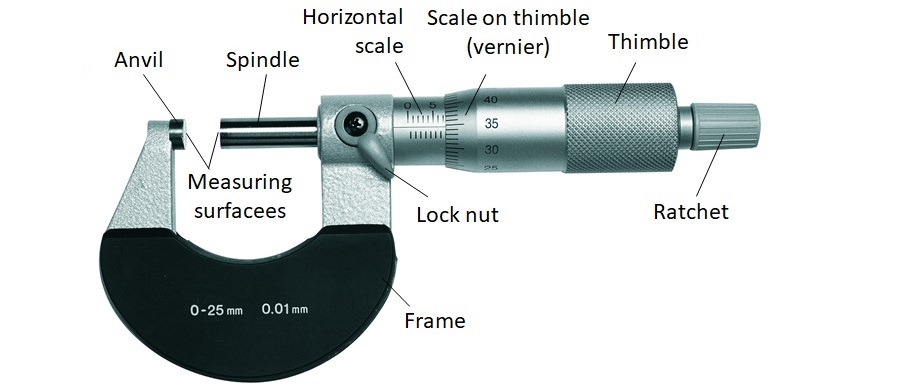 Horizontal
scale
Scale on thimble
(vernier)
Thimble
Anvil
Spindle
0 5
40
35
30
25
Measuring
surfacees
Lock nut
Ratchet
0-25 mm 0.01 mm
Frame